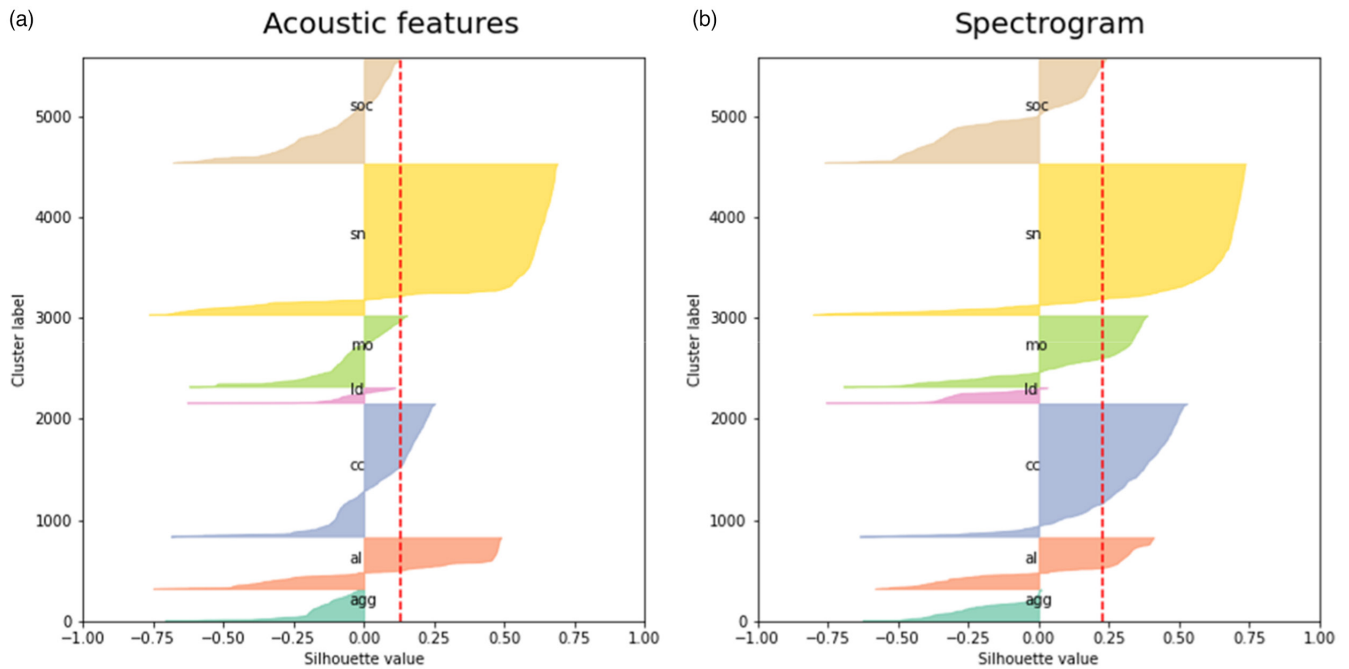 (a)
Acoustic features
Cluster label
5000
4000
3000
2000
1000
0
soc
sn
mo
ld
cc
al
agg
−1.00 −0.75 −0.50 −0.25 0.00 0.25 0.50 0.75 1.00
Silhouette value
(b)
Spectrogram
Cluster label
5000
4000
3000
2000
1000
0
soc
sn
mo
ld
cc
al
agg
−1.00 −0.75 −0.50 −0.25 0.00 0.25 0.50 0.75 1.00
Silhouette value